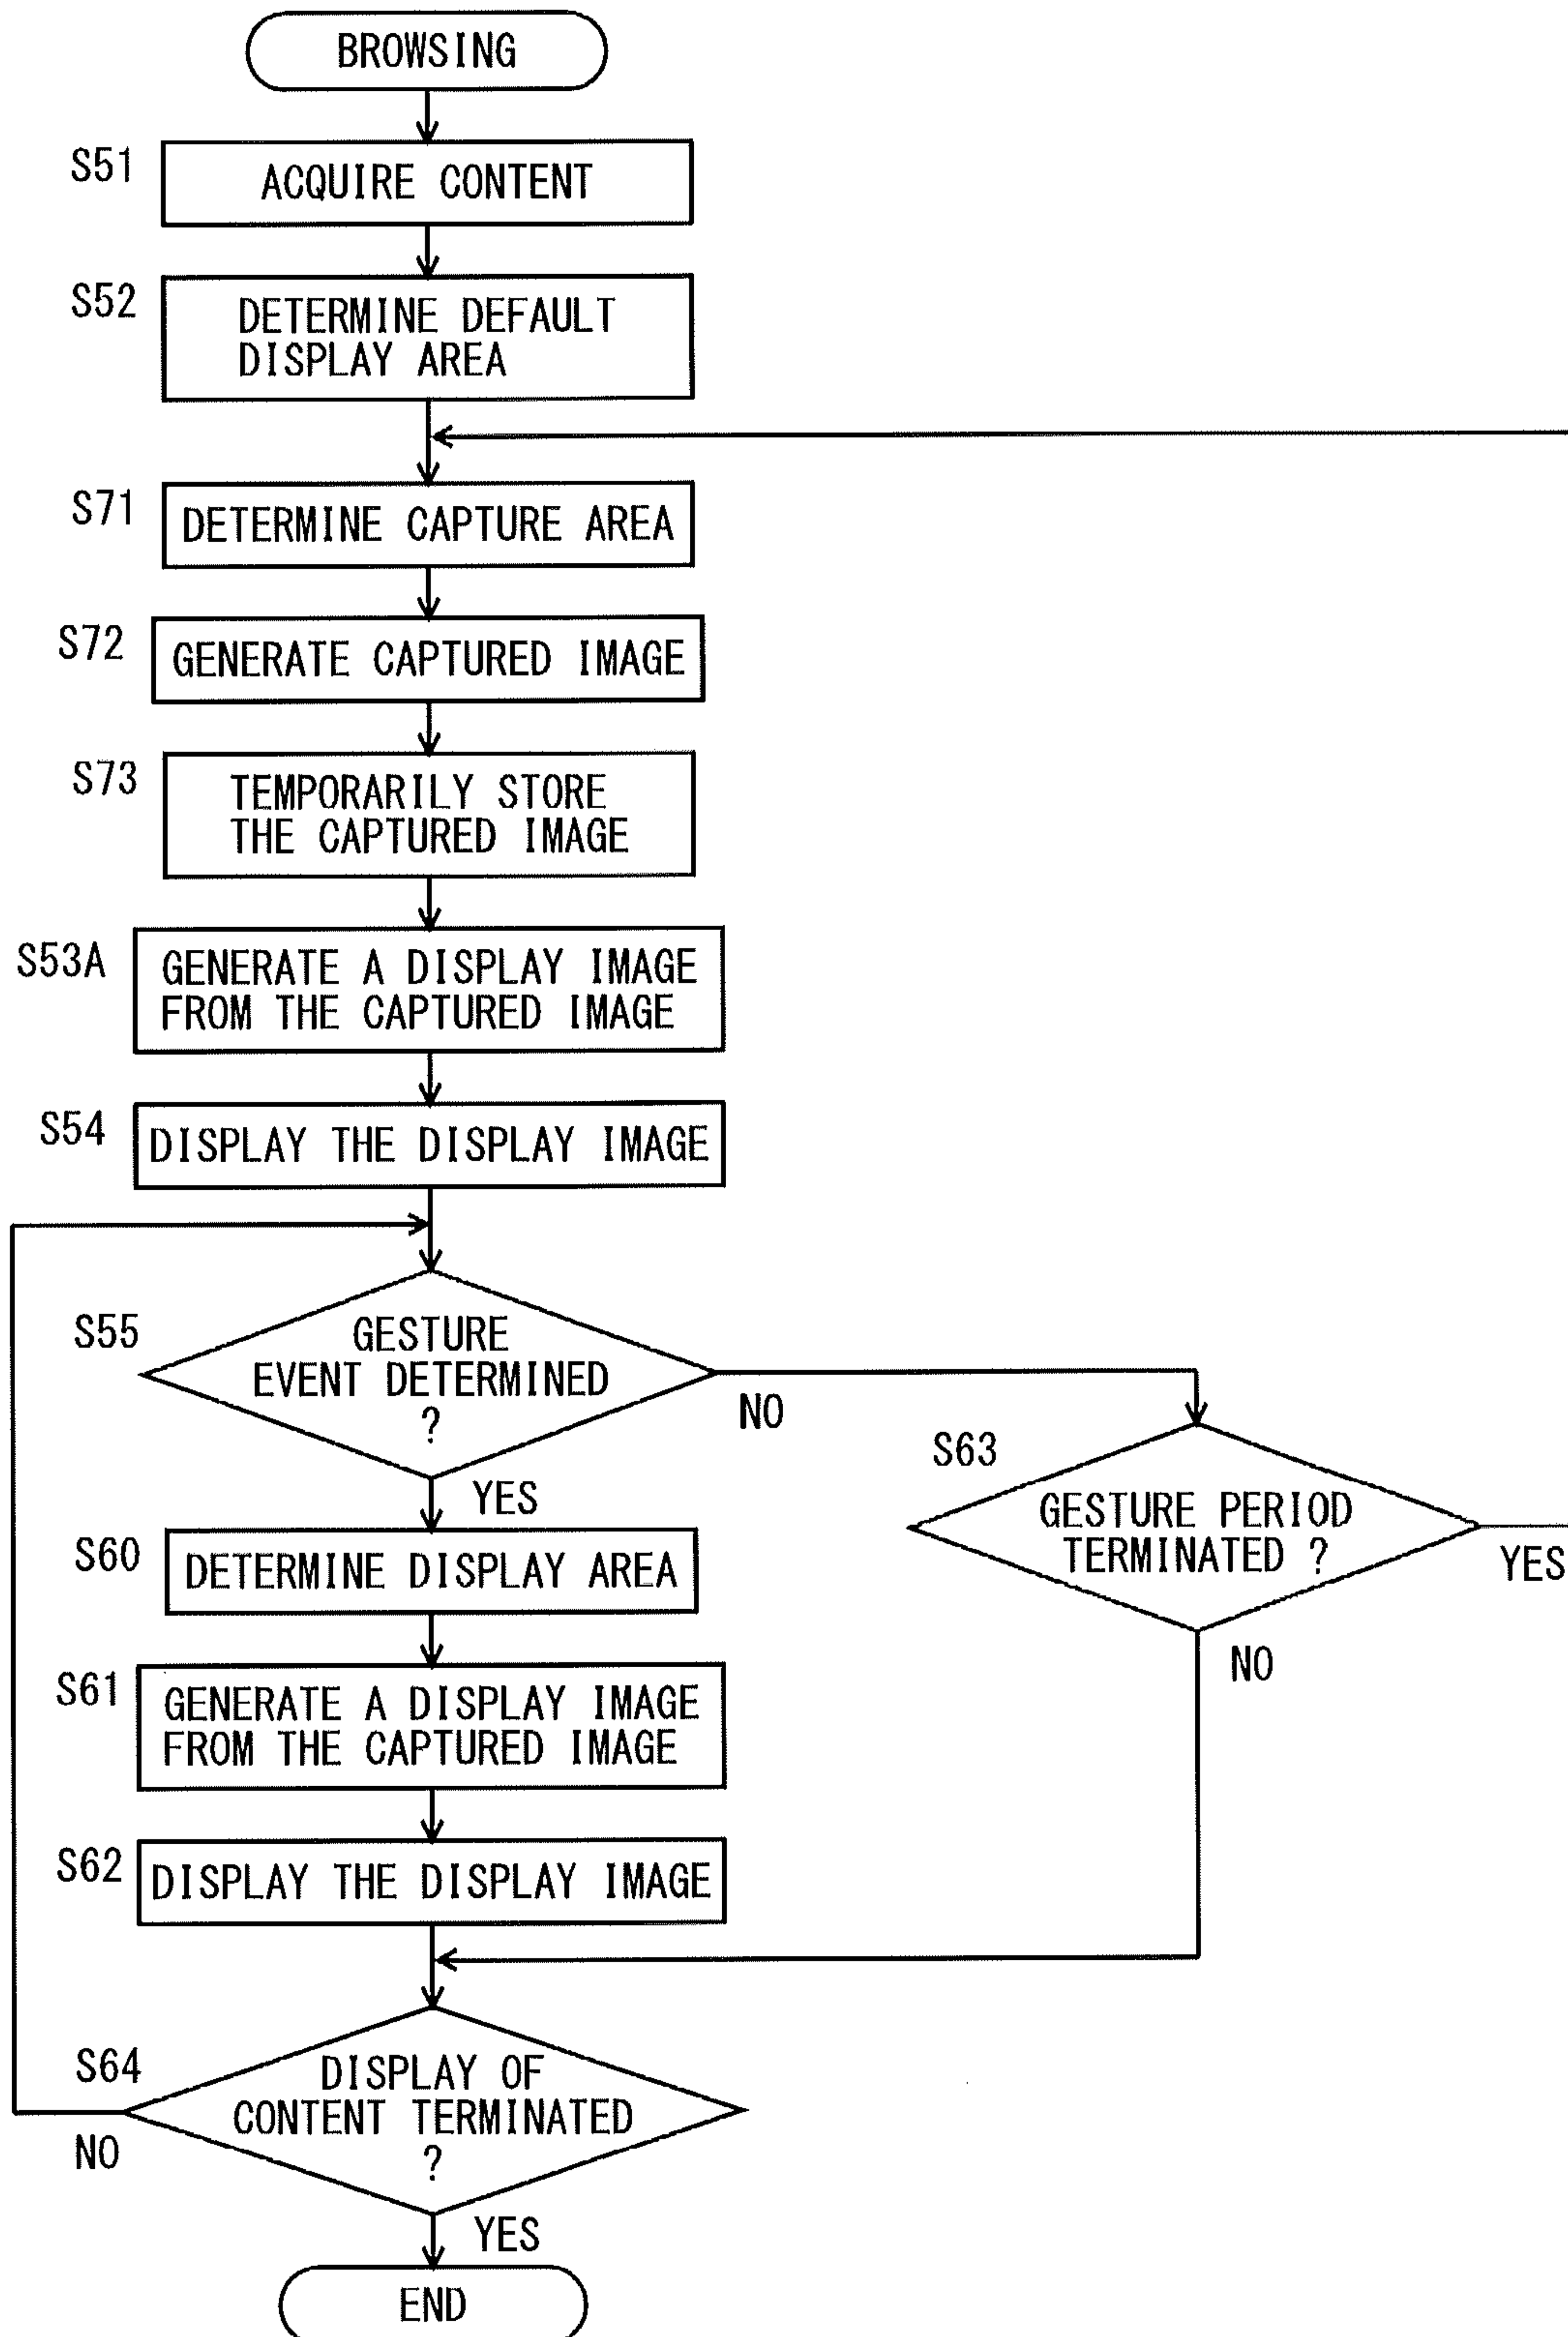 BROWSING
S51
ACQUIRE CONTENT
S52
DETERMINE DEFAULT
DISPLAY AREA
S71
DETERMINE CAPTURE AREA
S72
GENERATE CAPTURED IMAGE
S73
TEMPORARILY STORE
THE CAPTURED IMAGE
S53A
GENERATE A DISPLAY IMAGE
FROM THE CAPTURED IMAGE
S54
DISPLAY THE DISPLAY IMAGE
S55
GESTURE
EVENT DETERMINED
?
NO
YES
S63
GESTURE PERIOD
TERMINATED ?
YES
NO
S60
DETERMINE DISPLAY AREA
S61
GENERATE A DISPLAY IMAGE
FROM THE CAPTURED IMAGE
S62
DISPLAY THE DISPLAY IMAGE
S64
DISPLAY OF
CONTENT TERMINATED
?
NO
YES
END